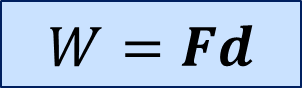 W = Fd